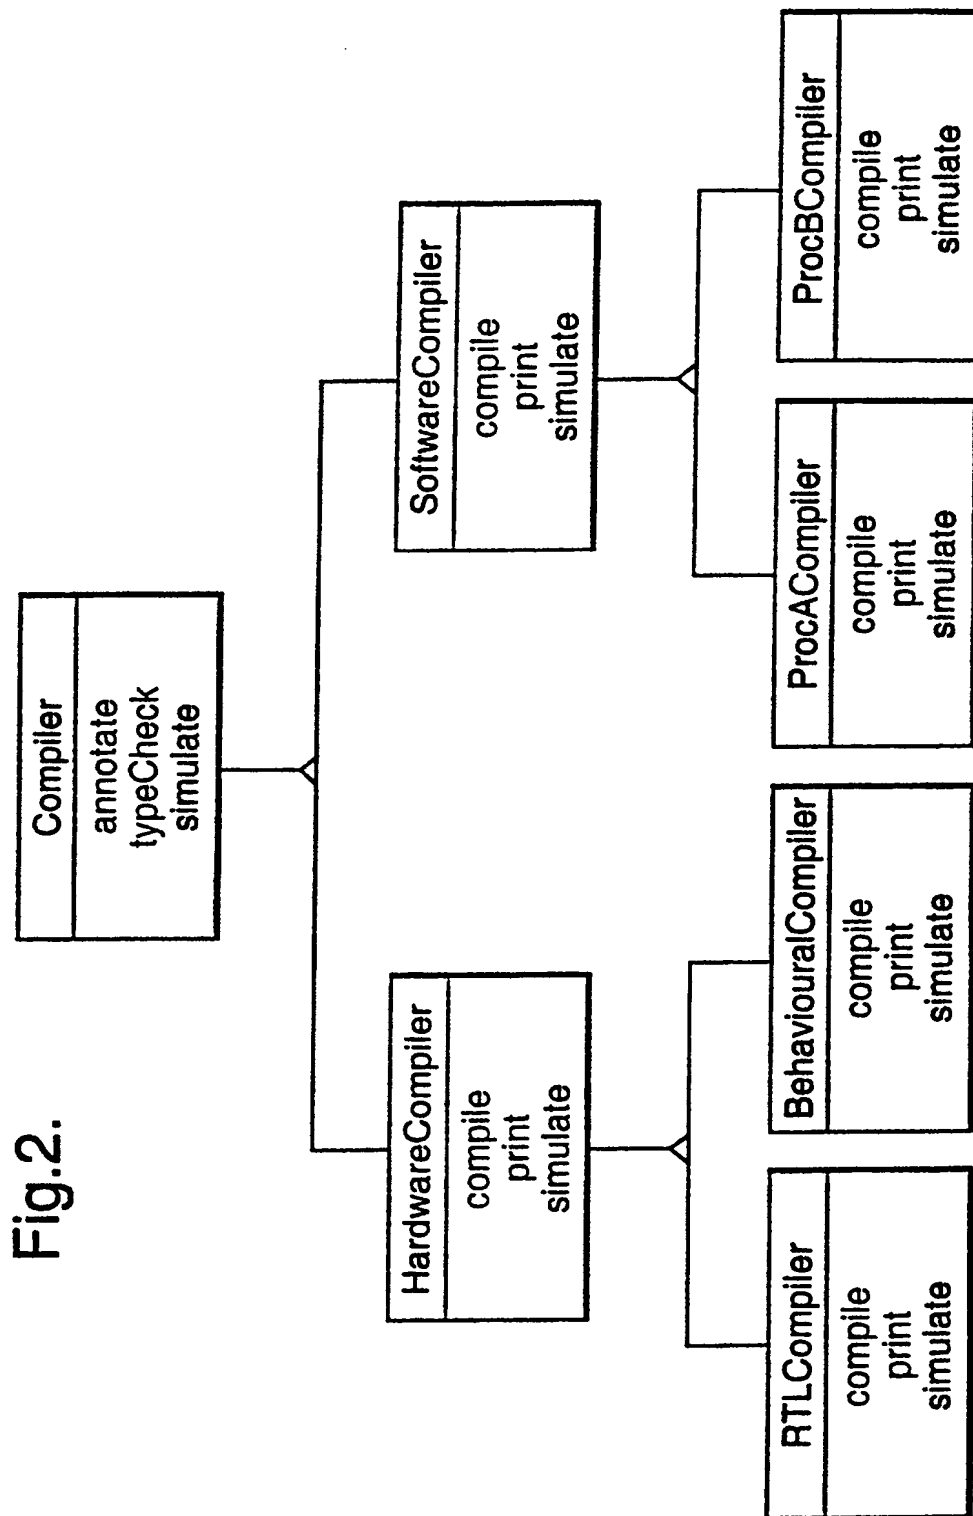 Fig.2.
Compiler
annotate
typeCheck
simulate
HardwareCompiler
compile
print
simulate
SoftwareCompiler
compile
print
simulate
RTLCompiler
compile
print
simulate
BehaviouralCompiler
compile
print
simulate
ProcACompiler
compile
print
simulate
ProcBCompiler
compile
print
simulate